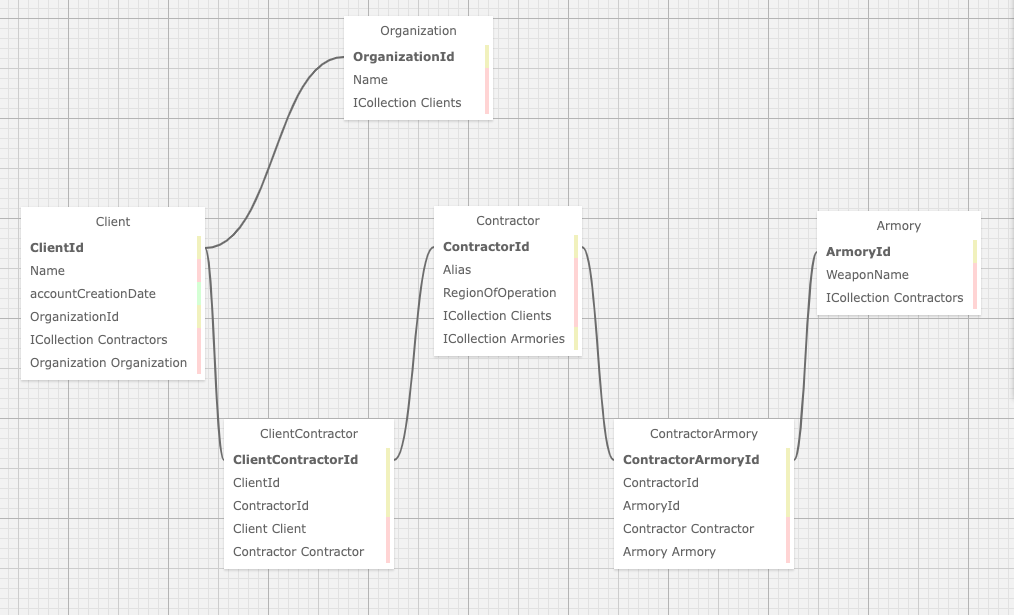 Organization
OrganizationId
Name
ICollection Clients
Client
ClientId
Name
accountCreationDate
OrganizationId
ICollection Contractors
Organization Organization
Contractor
ContractorId
Alias
RegionOfOperation
ICollection Clients
ICollection Armories
Armory
ArmoryId
WeaponName
ICollection Contractors
ClientContractor
ClientContractorId
ClientId
ContractorId
Client Client
Contractor Contractor
ContractorArmory
ContractorArmoryId
ContractorId
ArmoryId
Contractor Contractor
Armory Armory